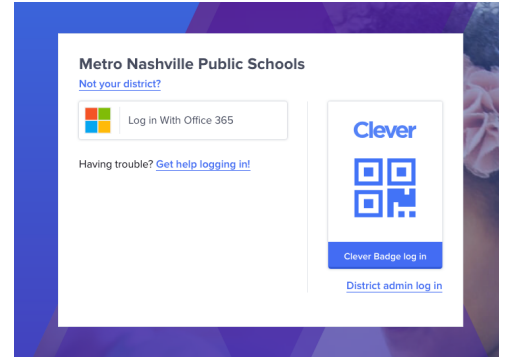 Metro Nashville Public Schools
Not your district?
Log in With Office 365
Having trouble? Get help logging in!
Clever
Clever Badge log in
District admin log in